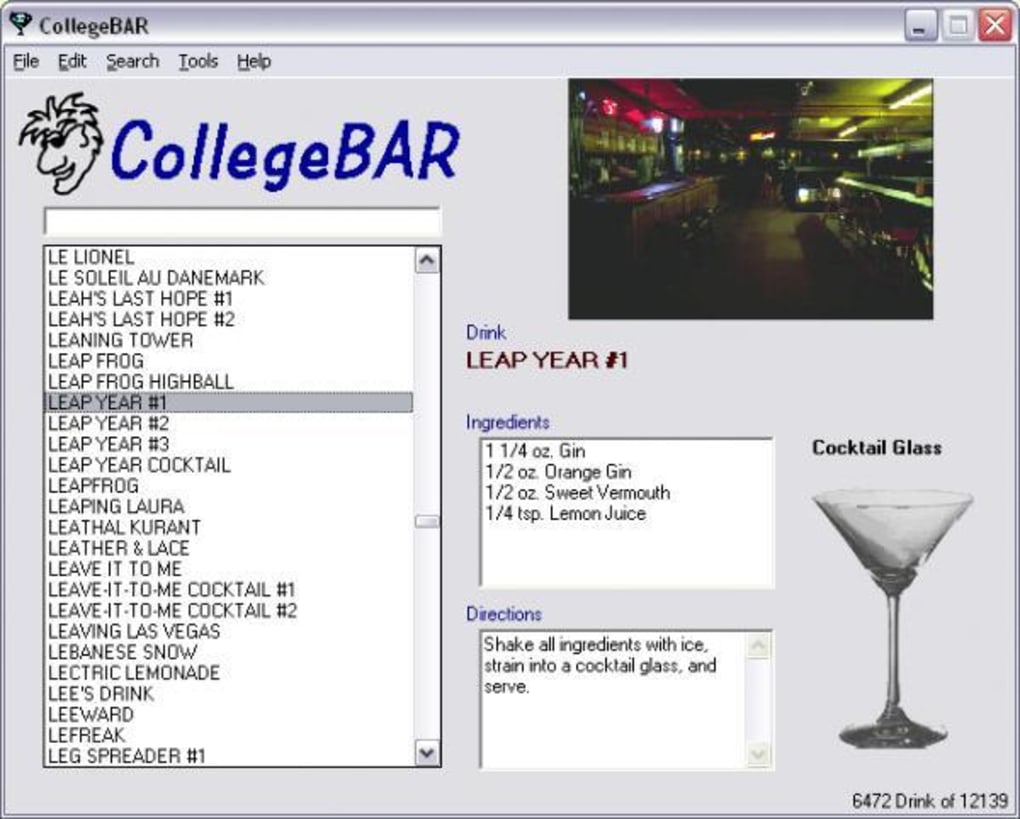 CollegeBAR
File Edit Search Tools Help
CollegeBAR
LE LIONEL
LE SOLEIL AU DANEMARK
LEAH'S LAST HOPE #1
LEAH'S LAST HOPE #2
LEANING TOWER
LEAP FROG
LEAP FROG HIGHBALL
LEAP YEAR #1
LEAP YEAR #2
LEAP YEAR #3
LEAP YEAR COCKTAIL
LEAPFROG
LEAPING LAURA
LEATHAL KURANT
LEATHER & LACE
LEAVE IT TO ME
LEAVE-IT-TO-ME COCKTAIL #1
LEAVE-IT-TO-ME COCKTAIL #2
LEAVING LAS VEGAS
LEBANESE SNOW
LECTRIC LEMONADE
LEE'S DRINK
LEEWARD
LEFREAK
LEG SPREADER #1
Drink
LEAP YEAR #1
Ingredients
1 1/4 oz. Gin
1/2 oz. Orange Gin
1/2 oz. Sweet Vermouth
1/4 tsp. Lemon Juice
Cocktail Glass
Directions
Shake all ingredients with ice,
strain into a cocktail glass, and
serve.
6472 Drink of 12139